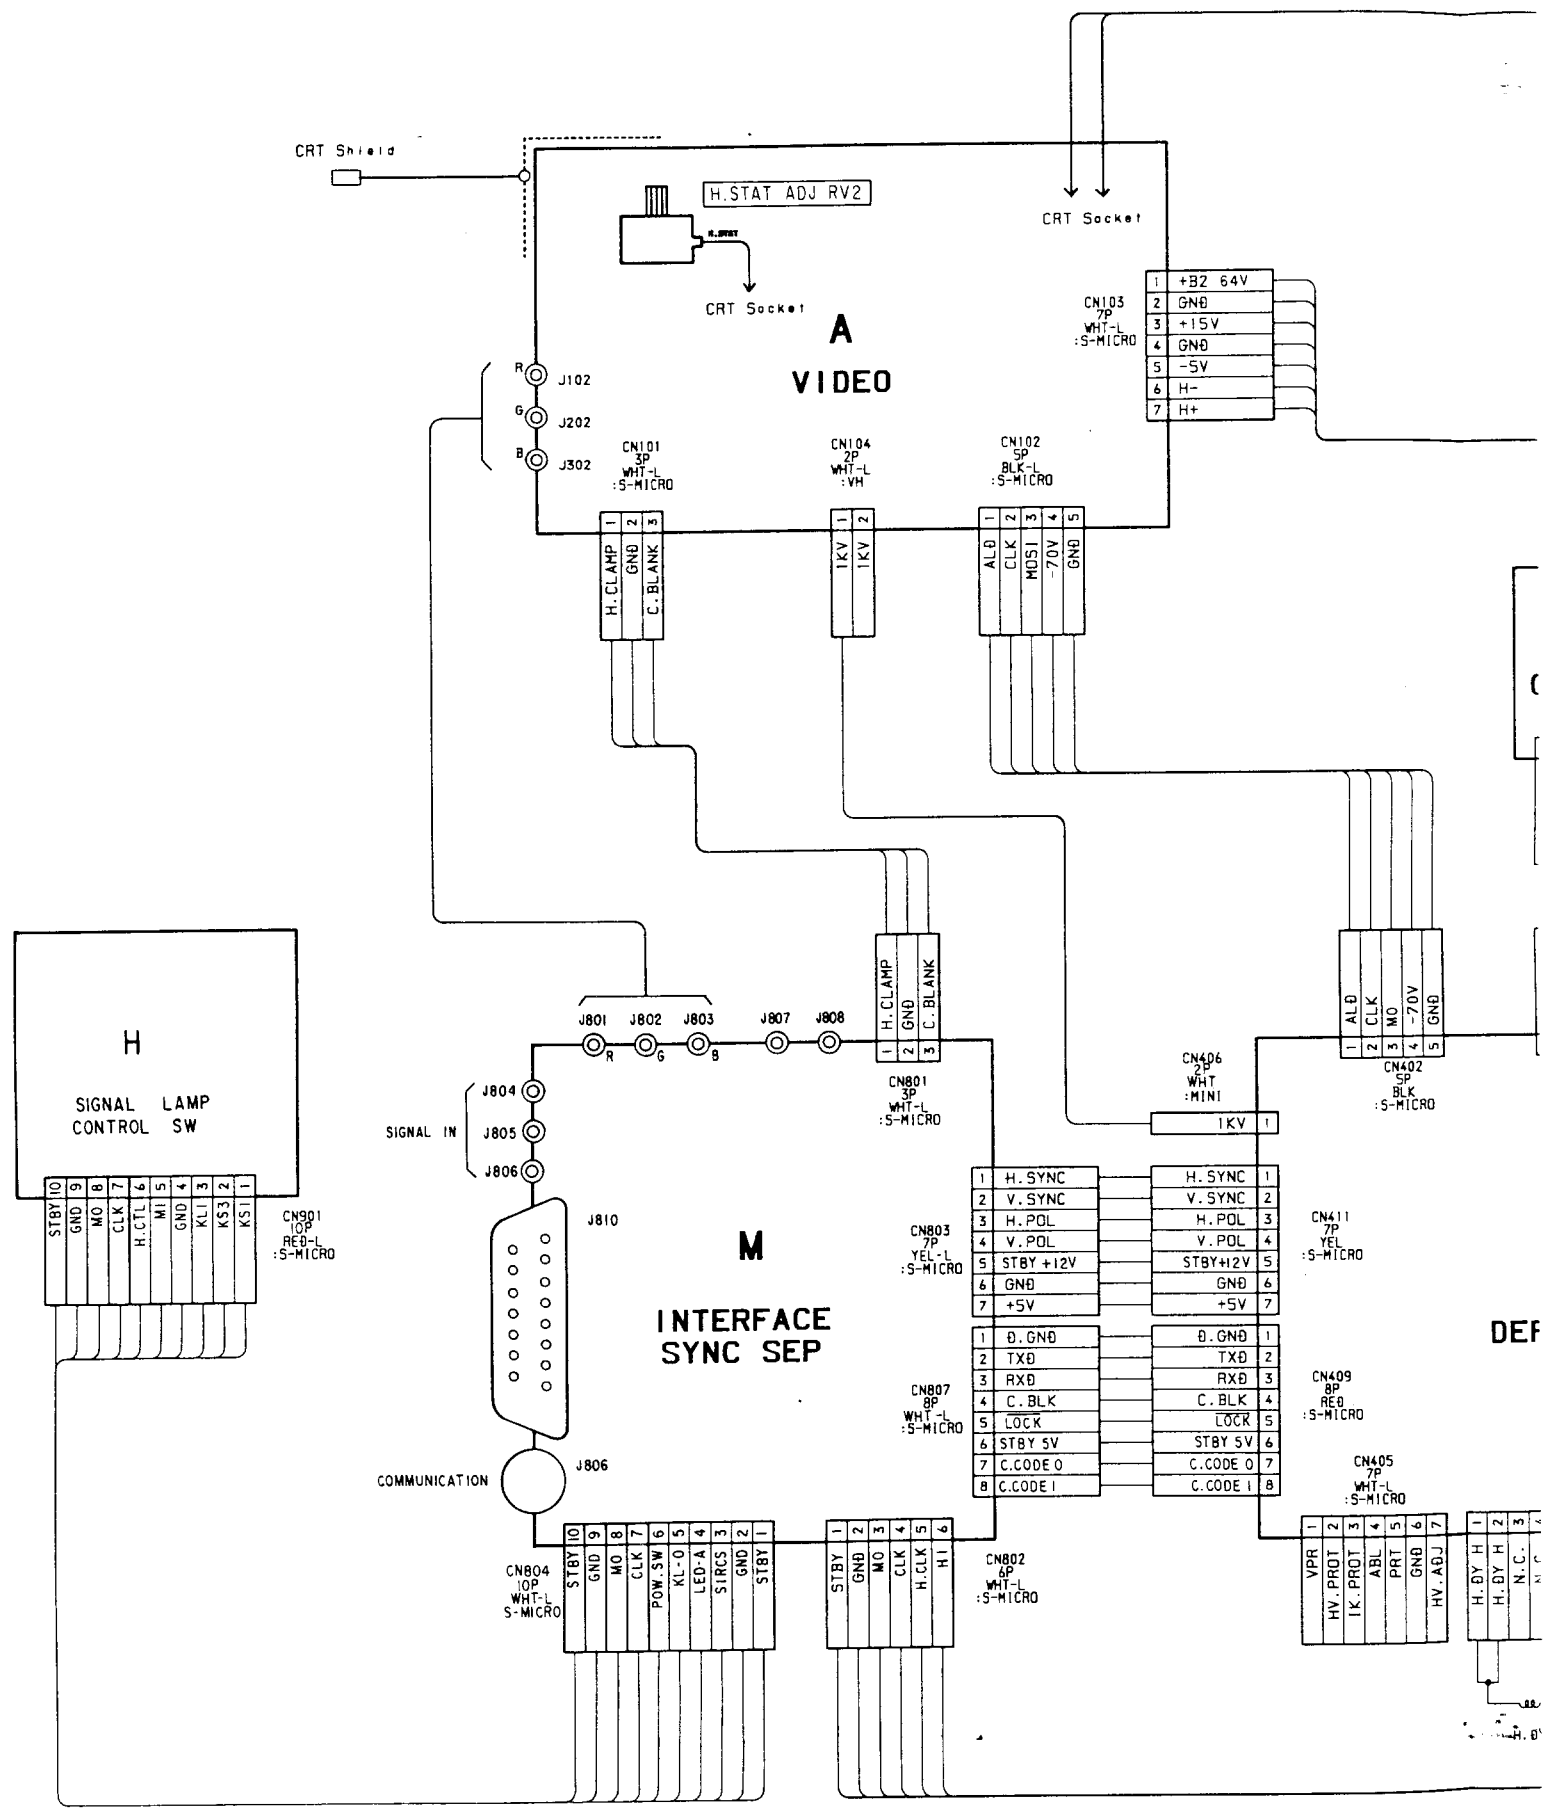 CRT Shield
H.STAT ADJ RV2
H.STAT
CRT Socket
CRT Socket
A
VIDEO
CN103
7P
WHT-L
:S-MICRO
1 +B2 64V
2 GND
3 +15V
4 GND
5 -5V
6 H-
7 H+
R J102
G J202
B J302
CN101
3P
WHT-L
:S-MICRO
1 H.CLAMP
2 GND
3 C.BLANK
CN104
2P
WHT-L
:VH
1 1KV
2 1KV
CN102
5P
BLK-L
:S-MICRO
1 ALD
2 CLK
3 MOSI
4 -70V
5 GND
H
SIGNAL LAMP
CONTROL SW
10 STBY
9 GND
8 MO
7 CLK
6 H.CTL
5 MI
4 GND
3 KL1
2 KS3
1 KS1
CN901
10P
RED-L
:S-MICRO
J801 R
J802 G
J803 B
J807
J808
H.CLAMP 1
GND 2
C.BLANK 3
CN801
3P
WHT-L
:S-MICRO
SIGNAL IN
J804
J805
J806
J810
M
INTERFACE
SYNC SEP
COMMUNICATION
J806
CN406
2P
WHT
:MINI
1KV 1
ALD 1
CLK 2
MO 3
-70V 4
GND 5
CN402
5P
BLK
:S-MICRO
CN803
7P
YEL-L
:S-MICRO
1 H.SYNC
2 V.SYNC
3 H.POL
4 V.POL
5 STBY +12V
6 GND
7 +5V
H.SYNC 1
V.SYNC 2
H.POL 3
V.POL 4
STBY+12V 5
GND 6
+5V 7
CN411
7P
YEL
:S-MICRO
CN807
8P
WHT-L
:S-MICRO
1 D.GND
2 TXD
3 RXD
4 C.BLK
5 LOCK
6 STBY 5V
7 C.CODE 0
8 C.CODE 1
D.GND 1
TXD 2
RXD 3
C.BLK 4
LOCK 5
STBY 5V 6
C.CODE 0 7
C.CODE 1 8
CN409
8P
RED
:S-MICRO
DEF
CN405
7P
WHT-L
:S-MICRO
1 VPR
2 HV.PROT
3 IK.PROT
4 ABL
5 PRT
6 GND
7 HV.ADJ
1 H.DY H
2 H.DY H
3 N.C.
4 N.C.
H.DY
CN804
10P
WHT-L
S-MICRO
10 STBY
9 GND
8 MO
7 CLK
6 POW.SW
5 KL-0
4 LED-A
3 SIRCS
2 GND
1 STBY
1 STBY
2 GND
3 MO
4 CLK
5 H.CLK
6 HI
CN802
6P
WHT-L
:S-MICRO